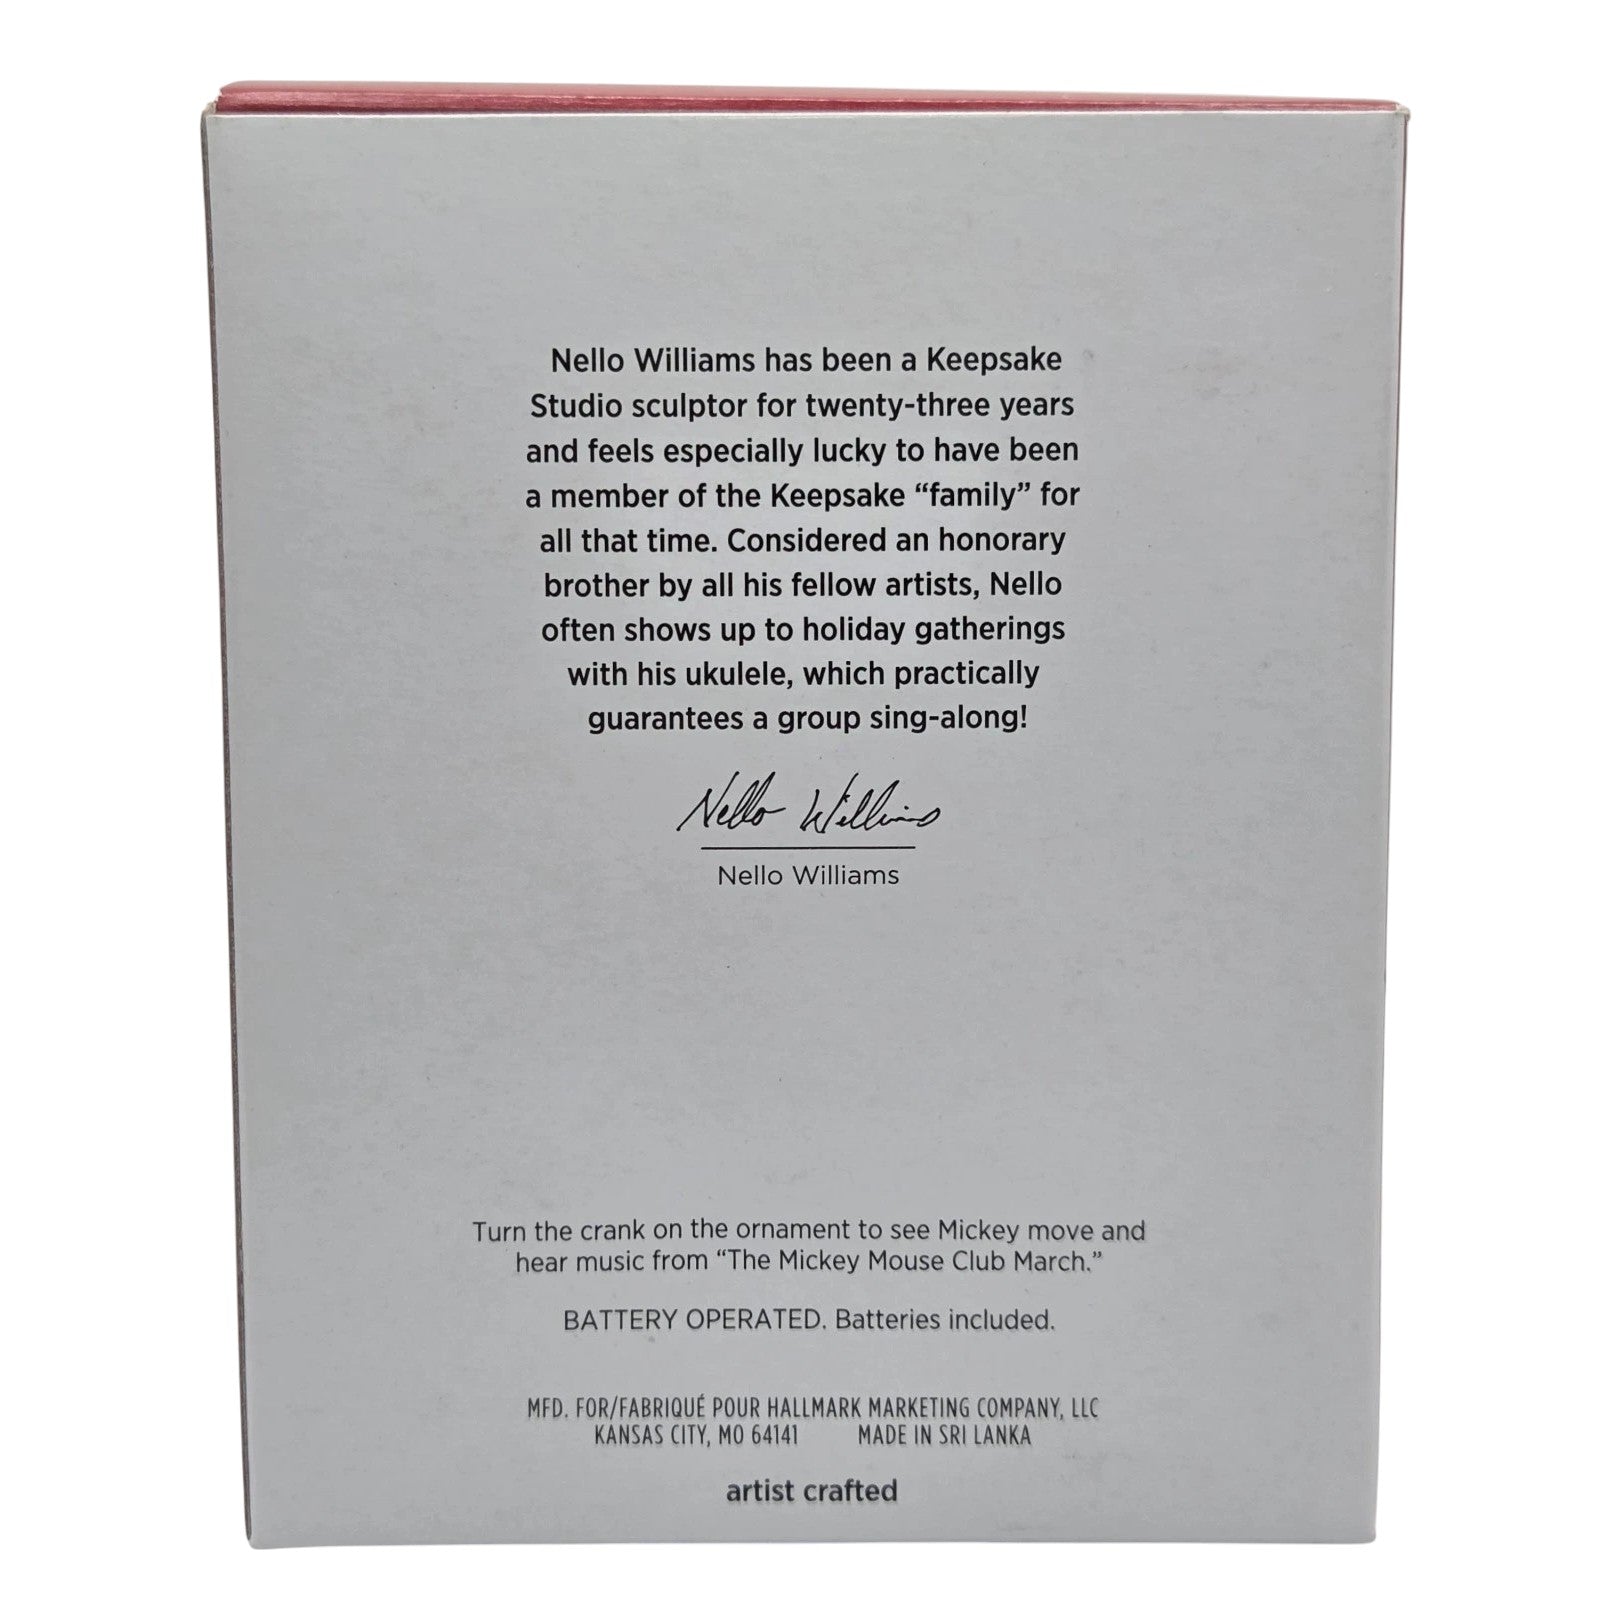 Nello Williams has been a Keepsake
Studio sculptor for twenty-three years
and feels especially lucky to have been
a member of the Keepsake “family” for
all that time. Considered an honorary
brother by all his fellow artists, Nello
often shows up to holiday gatherings
with his ukulele, which practically
guarantees a group sing-along!
Nello Williams
Nello Williams
Turn the crank on the ornament to see Mickey move and
hear music from “The Mickey Mouse Club March.”
BATTERY OPERATED. Batteries included.
MFD. FOR/FABRIQUÉ POUR HALLMARK MARKETING COMPANY, LLC
KANSAS CITY, MO 64141 MADE IN SRI LANKA
artist crafted